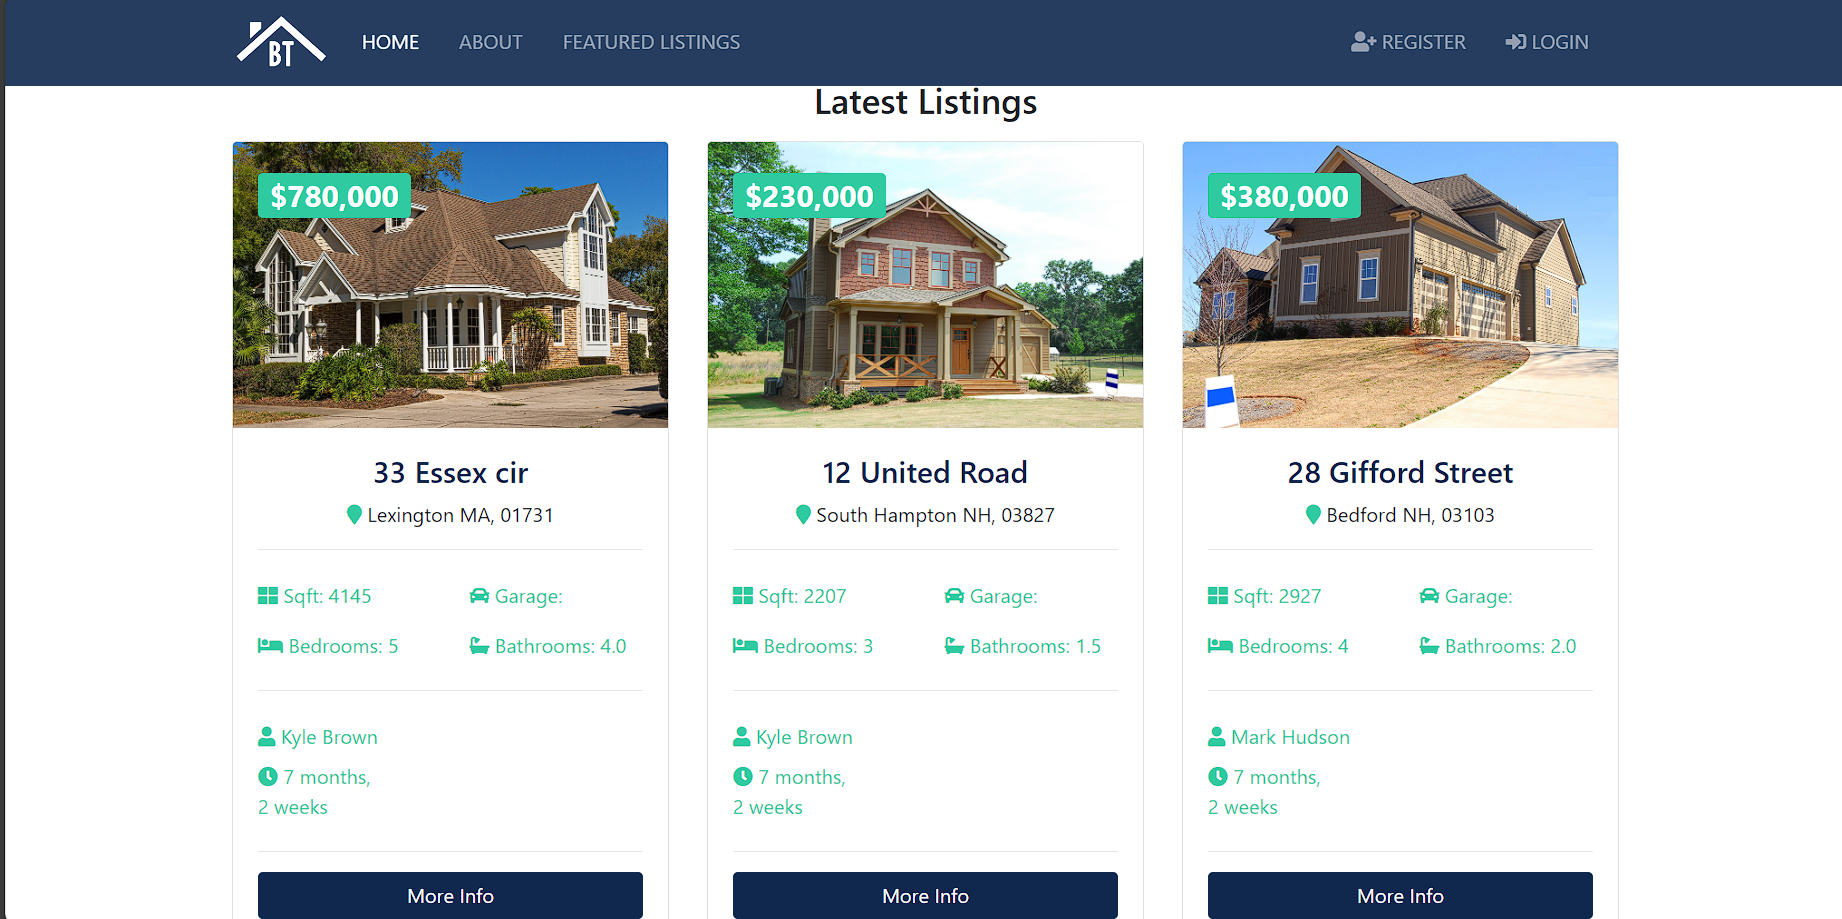 BT HOME ABOUT FEATURED LISTINGS REGISTER LOGIN
Latest Listings
$780,000
33 Essex cir
Lexington MA, 01731
Sqft: 4145 Garage:
Bedrooms: 5 Bathrooms: 4.0
Kyle Brown
7 months,
2 weeks
More Info
$230,000
12 United Road
South Hampton NH, 03827
Sqft: 2207 Garage:
Bedrooms: 3 Bathrooms: 1.5
Kyle Brown
7 months,
2 weeks
More Info
$380,000
28 Gifford Street
Bedford NH, 03103
Sqft: 2927 Garage:
Bedrooms: 4 Bathrooms: 2.0
Mark Hudson
7 months,
2 weeks
More Info